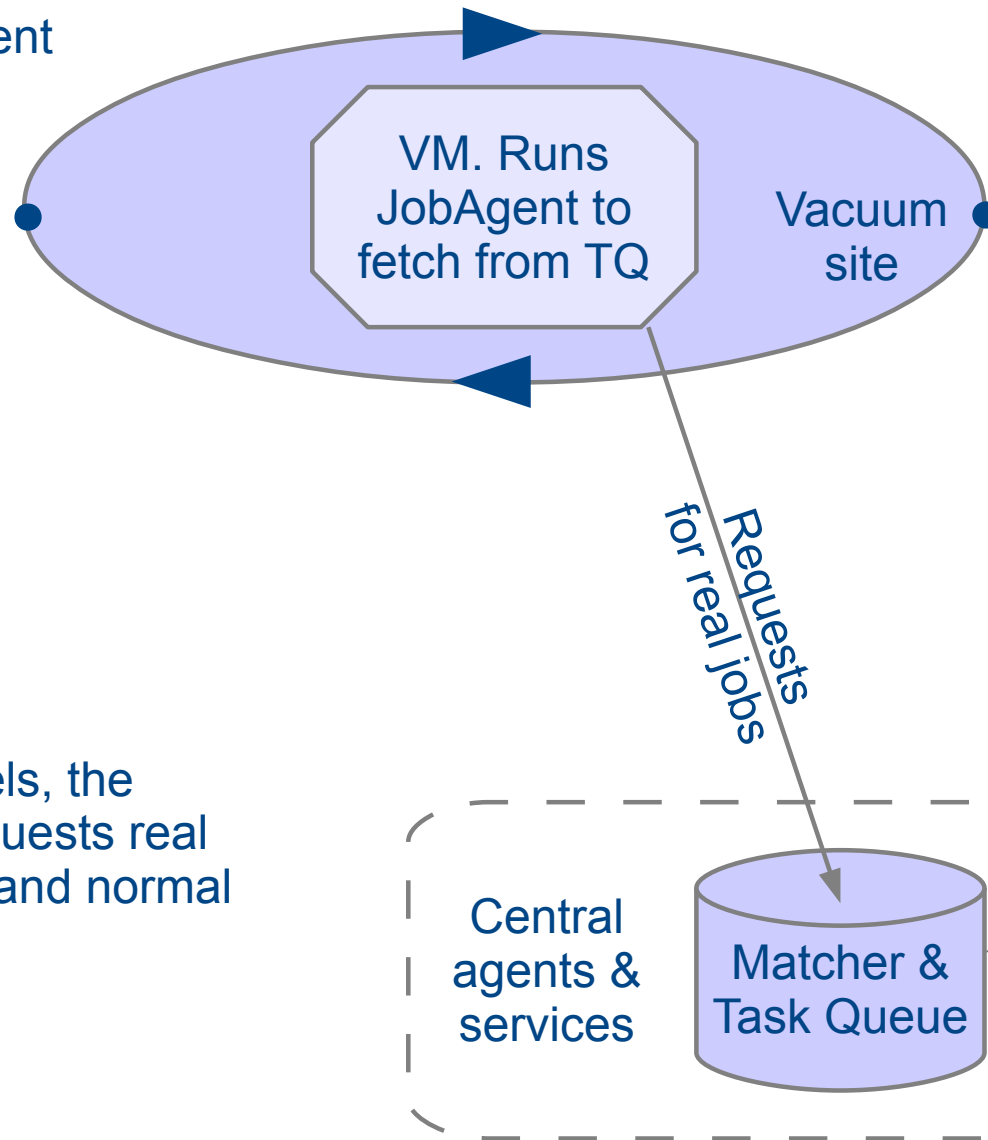 ent
VM. Runs
JobAgent to
fetch from TQ
Vacuum
site
Requests
for real jobs
els, the
uests real
and normal
Central
agents &
services
Matcher &
Task Queue